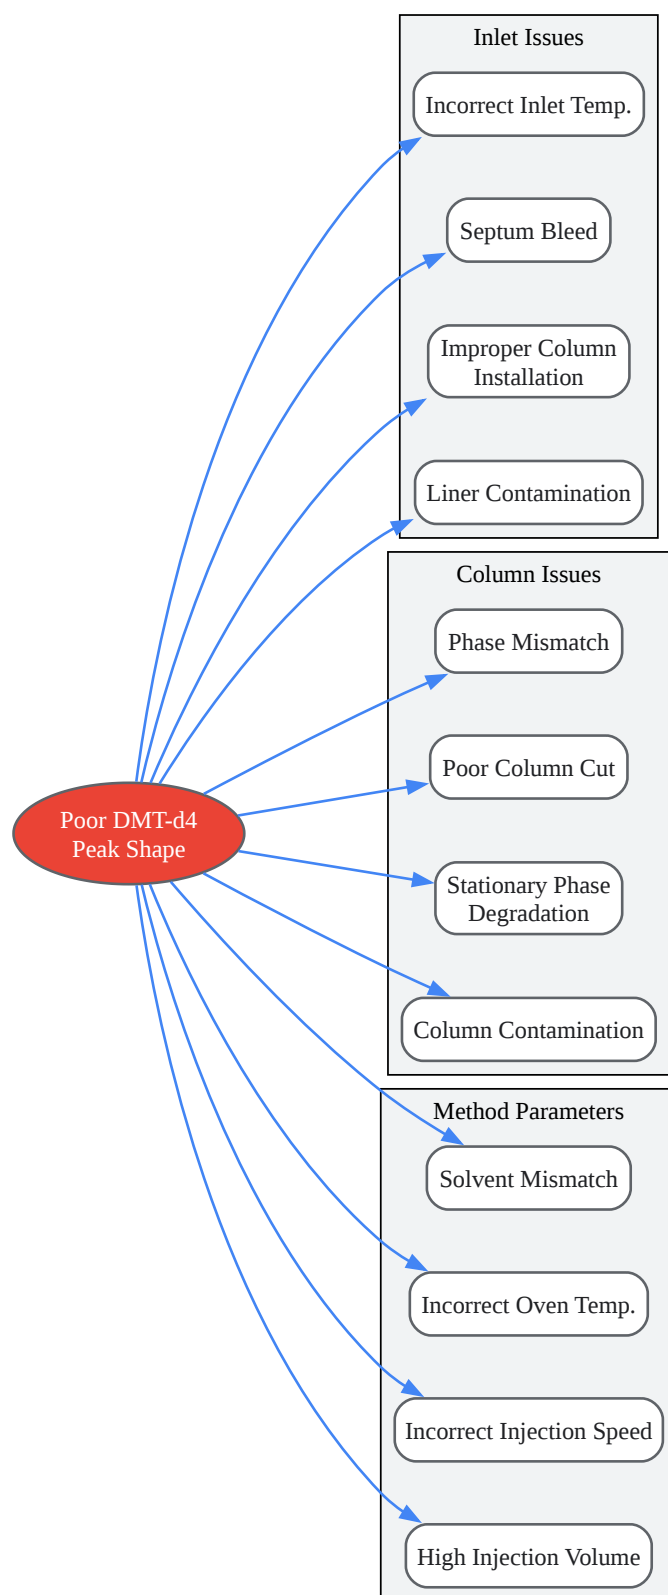 Inlet Issues
Incorrect Inlet Temp.
Septum Bleed
Improper Column
Installation
Liner Contamination
Column Issues
Phase Mismatch
Poor Column Cut
Poor DMT-d4
Peak Shape
Stationary Phase
Degradation
Column Contamination
Method Parameters
Solvent Mismatch
Incorrect Oven Temp.
Incorrect Injection Speed
High Injection Volume